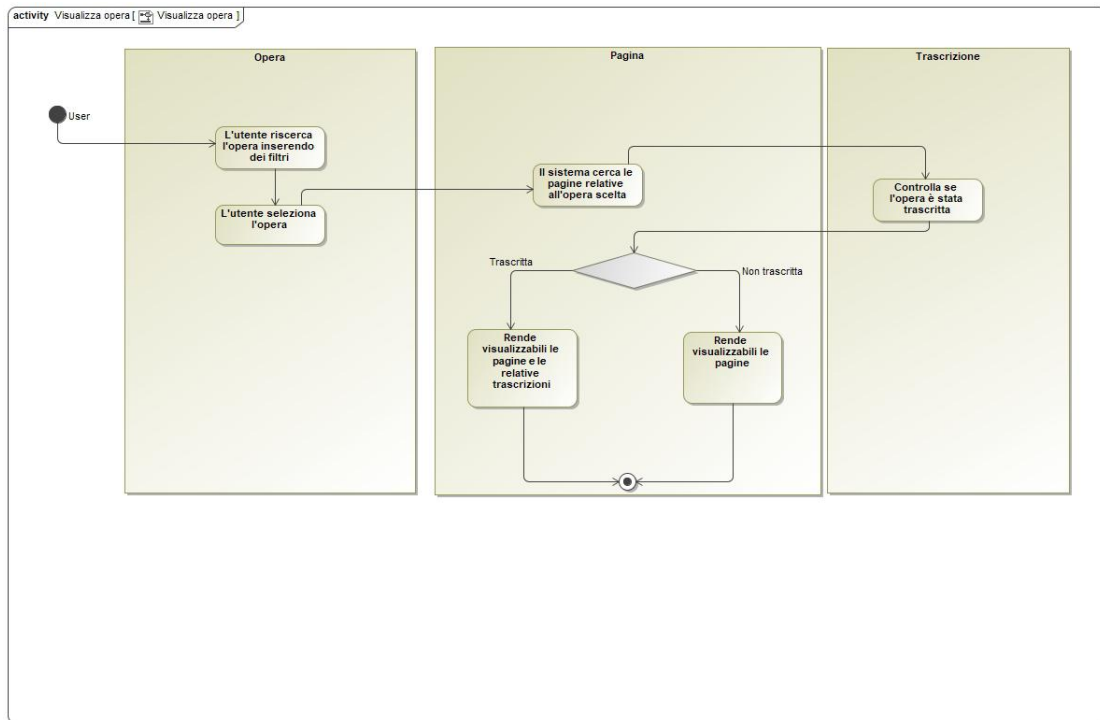 activity Visualizza opera [ Visualizza opera ]
Opera
Pagina
Trascrizione
User
L'utente riscerca
l'opera inserendo
dei filtri
L'utente seleziona
l'opera
Il sistema cerca le
pagine relative
all'opera scelta
Controlla se
l'opera è stata
trascritta
Trascritta
Non trascritta
Rende
visualizzabili le
pagine e le
relative
trascrizioni
Rende
visualizzabili le
pagine